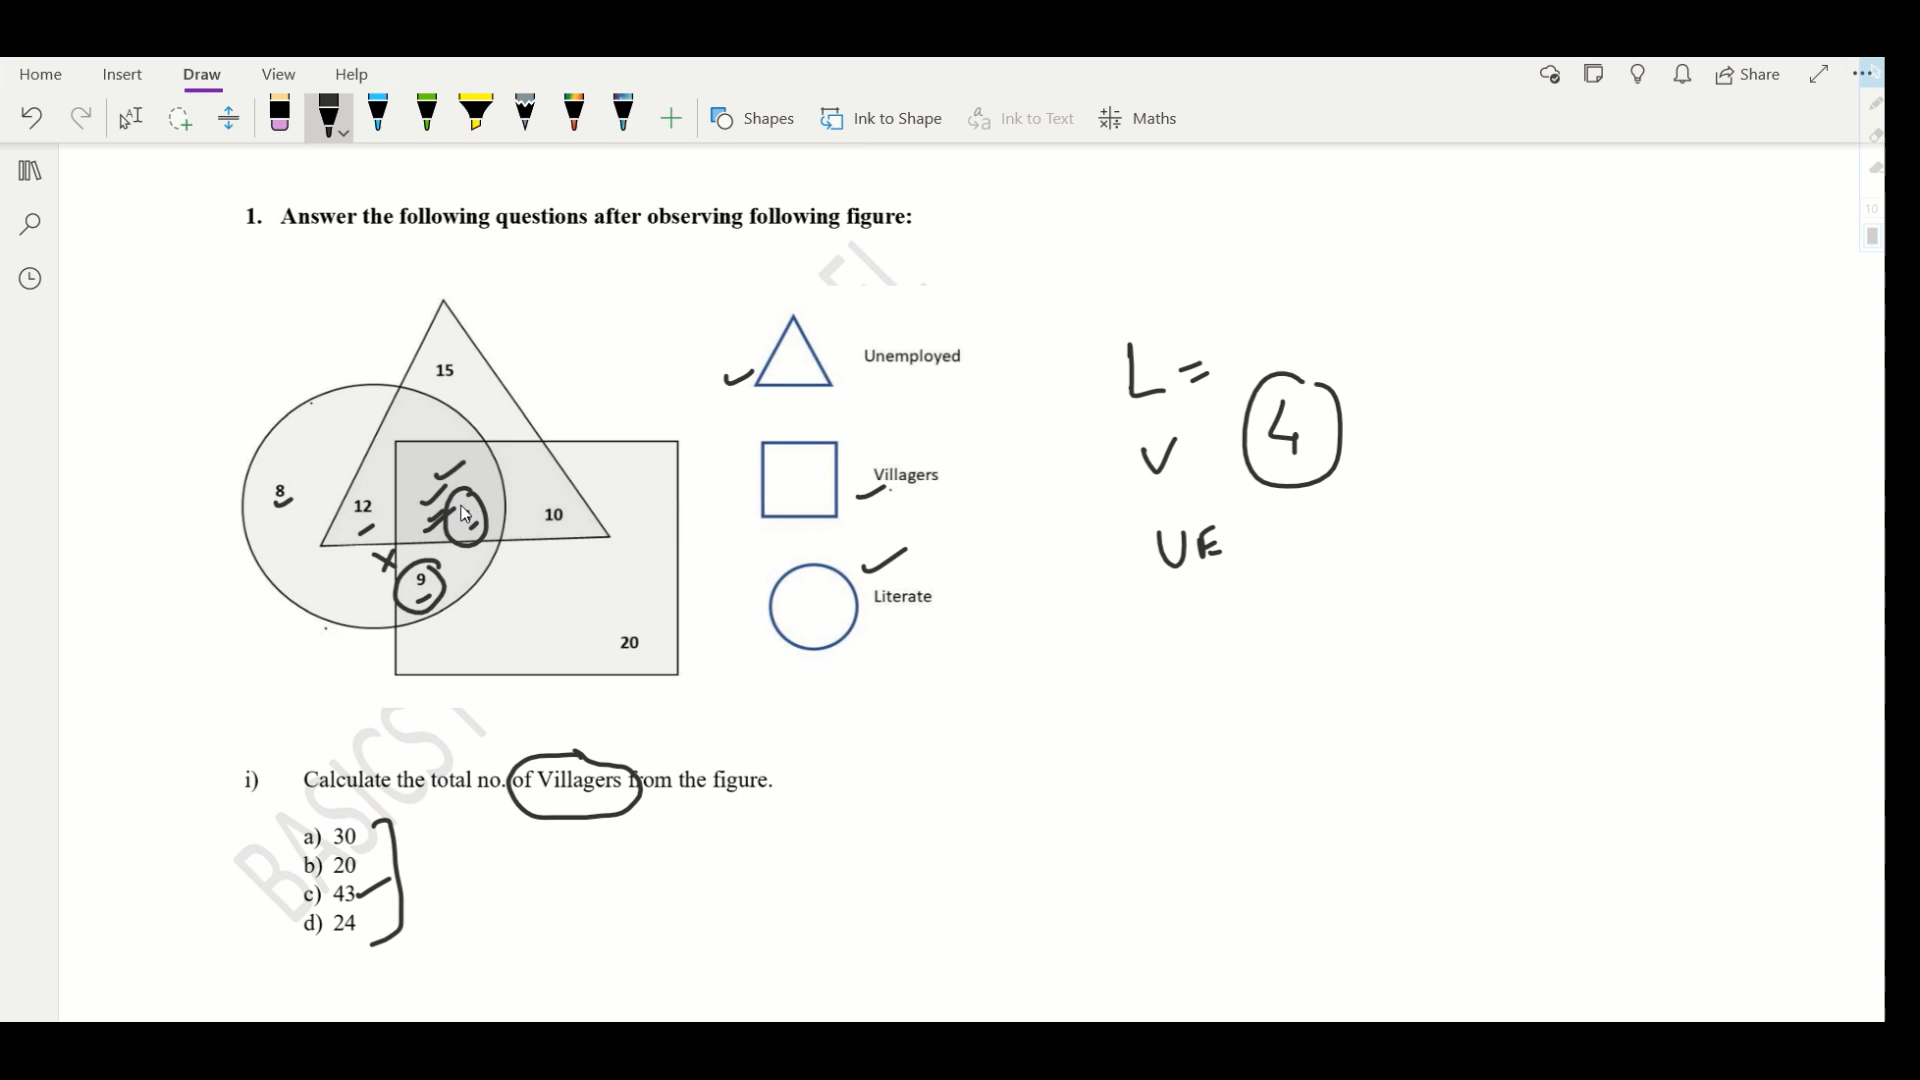 Home Insert Draw View Help Share
Shapes Ink to Shape Ink to Text Maths
10
1. Answer the following questions after observing following figure:
15
Unemployed
L =
4
V
8
12
10
Villagers
UE
9
Literate
20
BASICS
i) Calculate the total no. of Villagers from the figure.
a) 30
b) 20
c) 43
d) 24